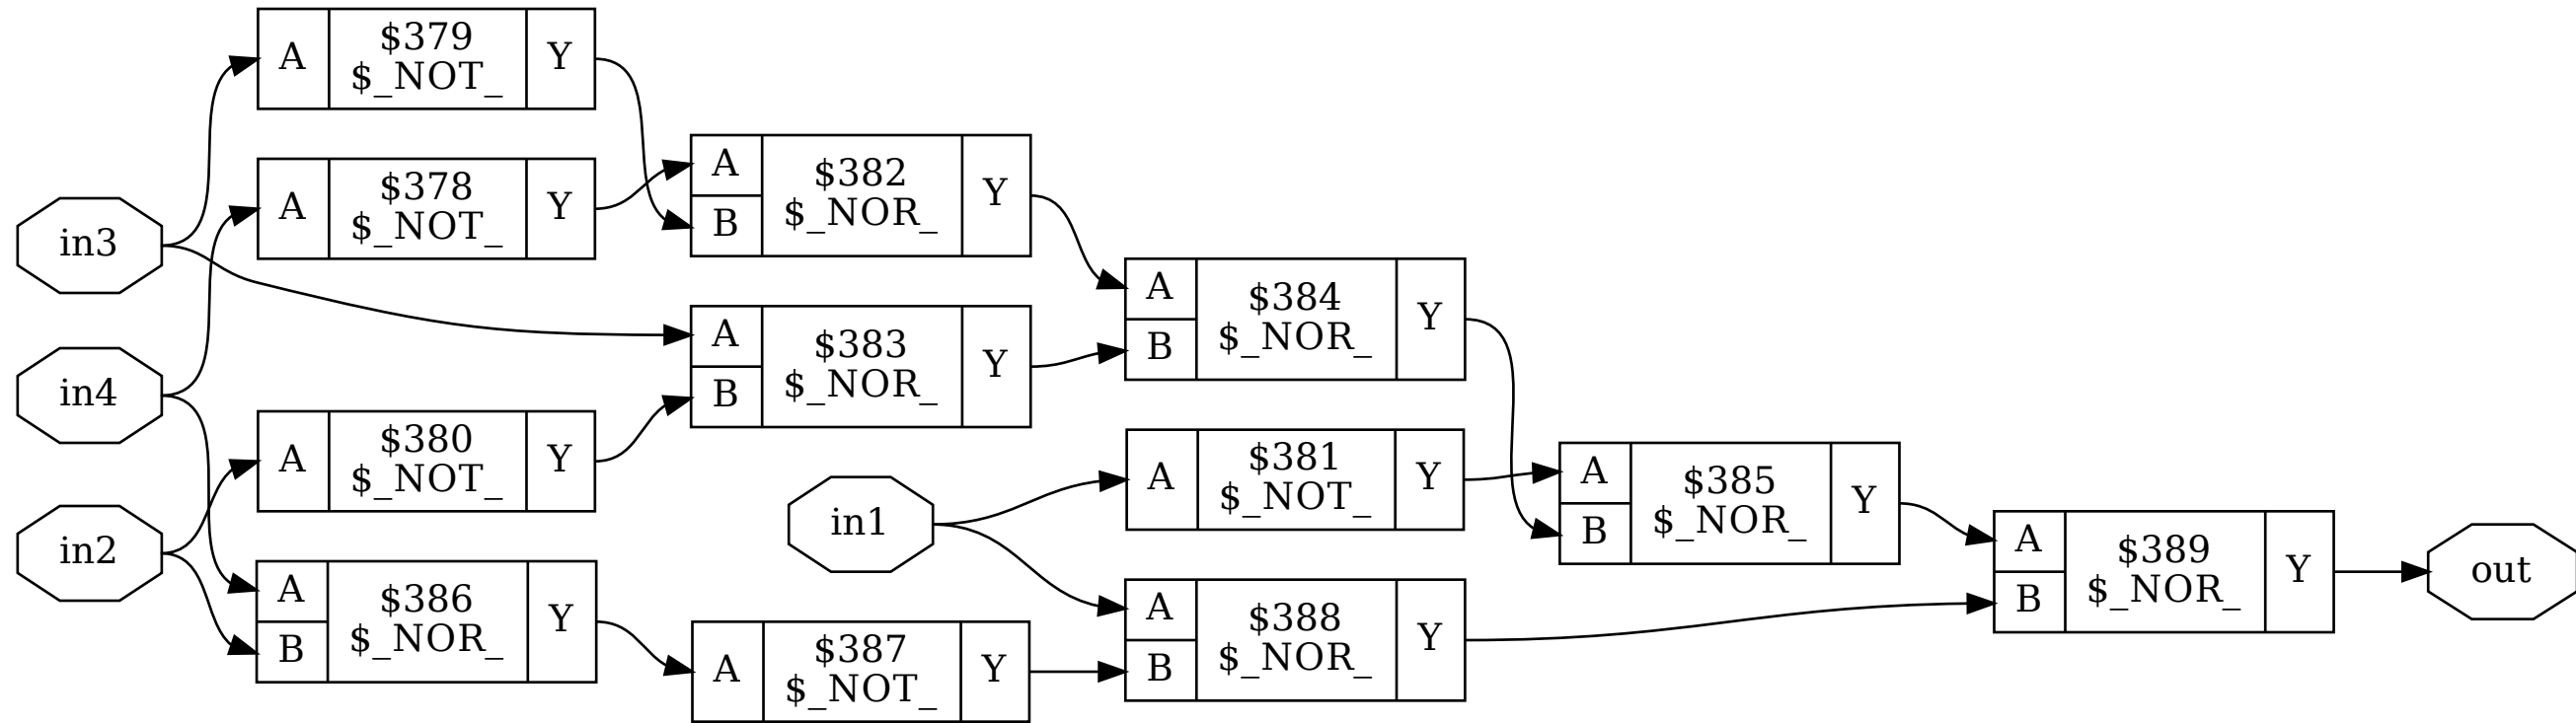 in3
in4
in2
A
$379
$_NOT_
Y
A
$378
$_NOT_
Y
A
$380
$_NOT_
Y
A
B
$386
$_NOR_
Y
A
B
$382
$_NOR_
Y
A
B
$383
$_NOR_
Y
in1
A
$387
$_NOT_
Y
A
B
$384
$_NOR_
Y
A
$381
$_NOT_
Y
A
B
$388
$_NOR_
Y
A
B
$385
$_NOR_
Y
A
B
$389
$_NOR_
Y
out